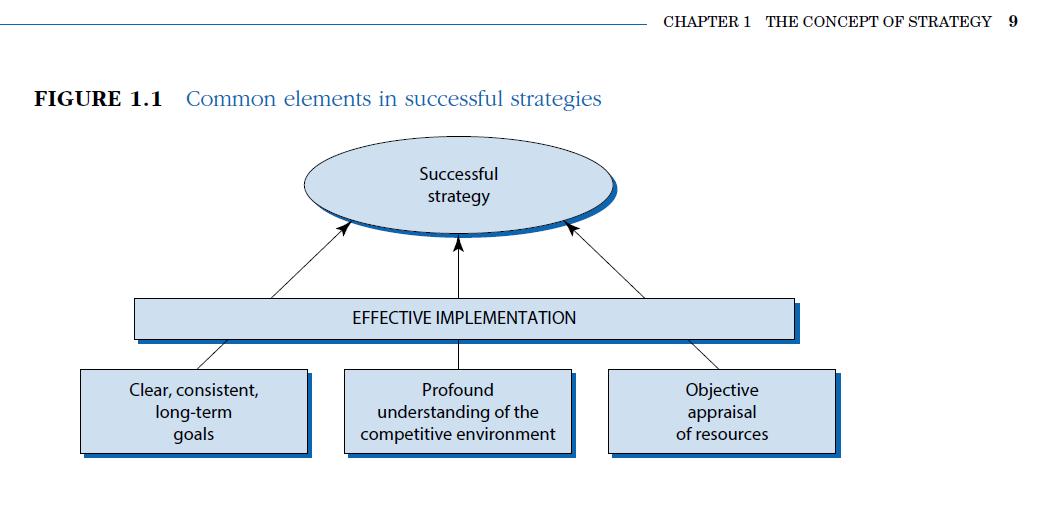 CHAPTER 1 THE CONCEPT OF STRATEGY 9
FIGURE 1.1 Common elements in successful strategies
Successful
strategy
EFFECTIVE IMPLEMENTATION
Clear, consistent,
long-term
goals
Profound
understanding of the
competitive environment
Objective
appraisal
of resources